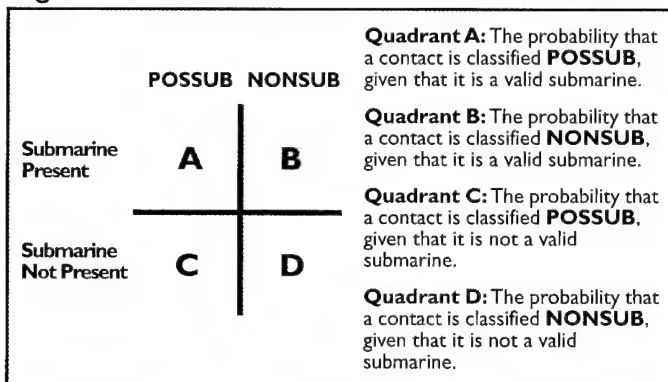 POSSUB NONSUB
Submarine
Present
A B
Submarine
Not Present
C D
Quadrant A: The probability that
a contact is classified POSSUB,
given that it is a valid submarine.
Quadrant B: The probability that
a contact is classified NONSUB,
given that it is a valid submarine.
Quadrant C: The probability that
a contact is classified POSSUB,
given that it is not a valid
submarine.
Quadrant D: The probability that
a contact is classified NONSUB,
given that it is not a valid
submarine.